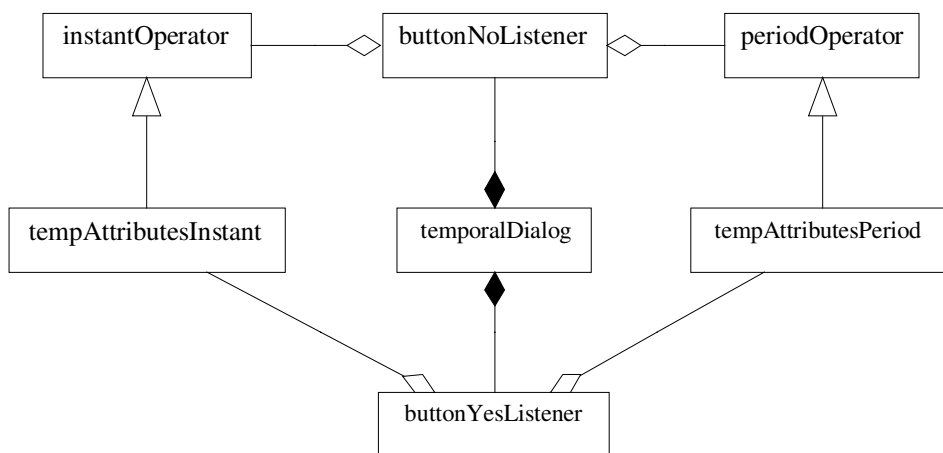 instantOperator
buttonNoListener
periodOperator
tempAttributesInstant
temporalDialog
tempAttributesPeriod
buttonYesListener